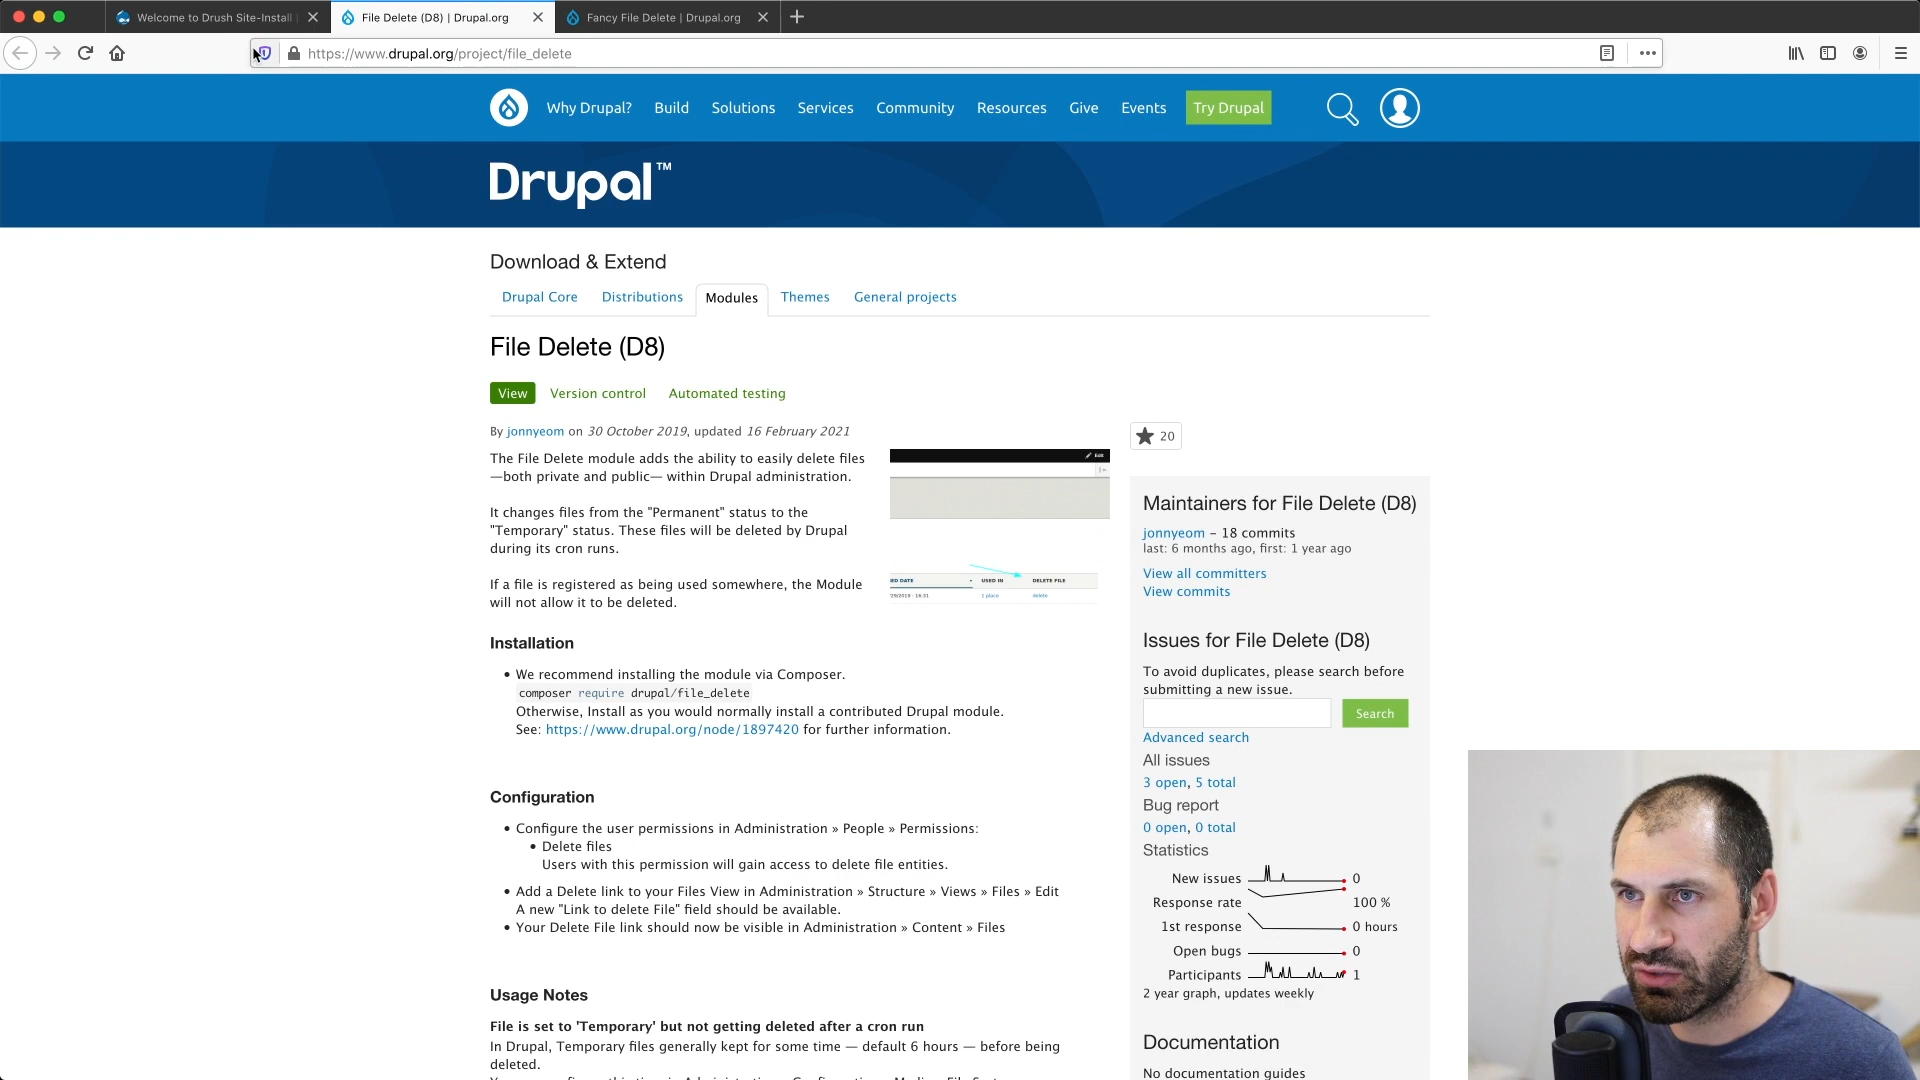 Welcome to Drush Site-Install
File Delete (D8) | Drupal.org
Fancy File Delete | Drupal.org
https://www.drupal.org/project/file_delete
Why Drupal?
Build
Solutions
Services
Community
Resources
Give
Events
Try Drupal
Drupal™
Download & Extend
Drupal Core
Distributions
Modules
Themes
General projects
File Delete (D8)
View
Version control
Automated testing
By jonnyeom on 30 October 2019, updated 16 February 2021
The File Delete module adds the ability to easily delete files
—both private and public— within Drupal administration.
It changes files from the "Permanent" status to the
"Temporary" status. These files will be deleted by Drupal
during its cron runs.
If a file is registered as being used somewhere, the Module
will not allow it to be deleted.
Edit
ED DATE
USED IN
DELETE FILE
1 place
delete
Installation
• We recommend installing the module via Composer.
composer require drupal/file_delete
Otherwise, Install as you would normally install a contributed Drupal module.
See: https://www.drupal.org/node/1897420 for further information.
Configuration
• Configure the user permissions in Administration » People » Permissions:
• Delete files
Users with this permission will gain access to delete file entities.
• Add a Delete link to your Files View in Administration » Structure » Views » Files » Edit
A new "Link to delete File" field should be available.
• Your Delete File link should now be visible in Administration » Content » Files
Usage Notes
File is set to 'Temporary' but not getting deleted after a cron run
In Drupal, Temporary files generally kept for some time — default 6 hours — before being
deleted.
20
Maintainers for File Delete (D8)
jonnyeom – 18 commits
last: 6 months ago, first: 1 year ago
View all committers
View commits
Issues for File Delete (D8)
To avoid duplicates, please search before
submitting a new issue.
Search
Advanced search
All issues
3 open, 5 total
Bug report
0 open, 0 total
Statistics
New issues 0
Response rate 100 %
1st response 0 hours
Open bugs 0
Participants 1
2 year graph, updates weekly
Documentation
No documentation guides